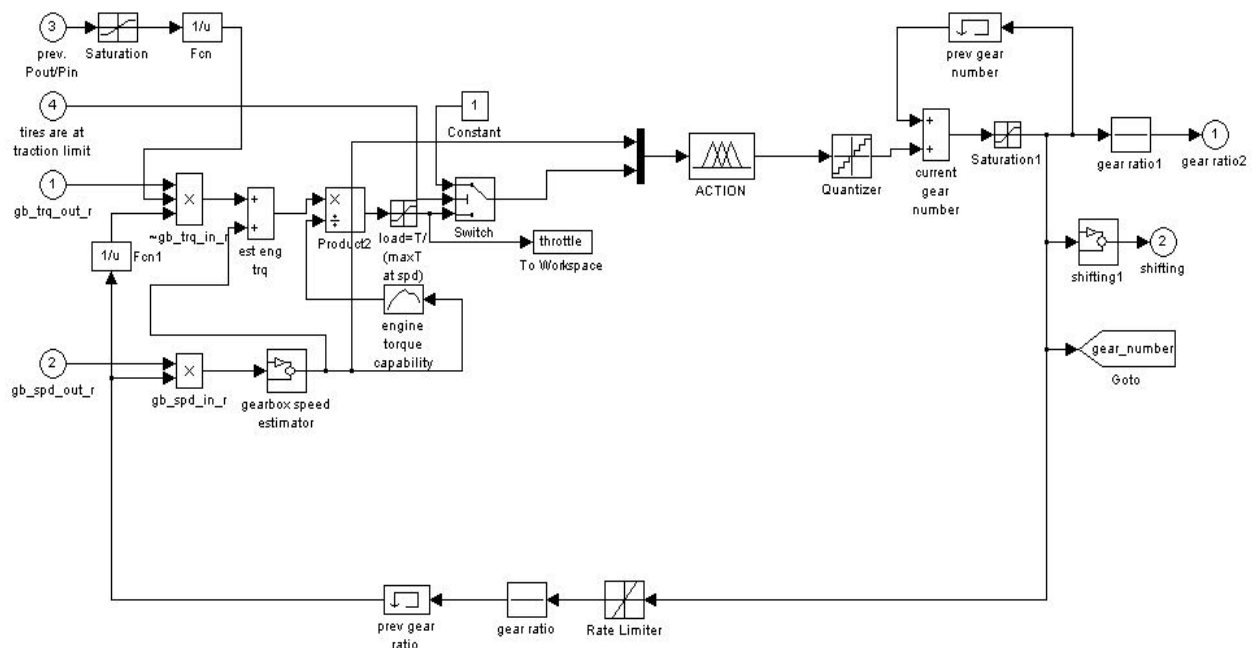 3
prev.
Pout/Pin
Saturation
1/u
Fcn
4
tires are at
traction limit
1
Constant
1
gb_trq_out_r
×
~gb_trq_in_r
1/u
Fcn1
+
+
est eng
trq
×
÷
Product2
load=T/
(maxT
at spd)
Switch
throttle
To Workspace
engine
torque
capability
2
gb_spd_out_r
×
gb_spd_in_r
gearbox speed
estimator
ACTION
Quantizer
prev gear
number
+
+
current
gear
number
Saturation1
gear ratio1
1
gear ratio2
shifting1
2
shifting
gear_number
Goto
prev gear
ratio
gear ratio
Rate Limiter